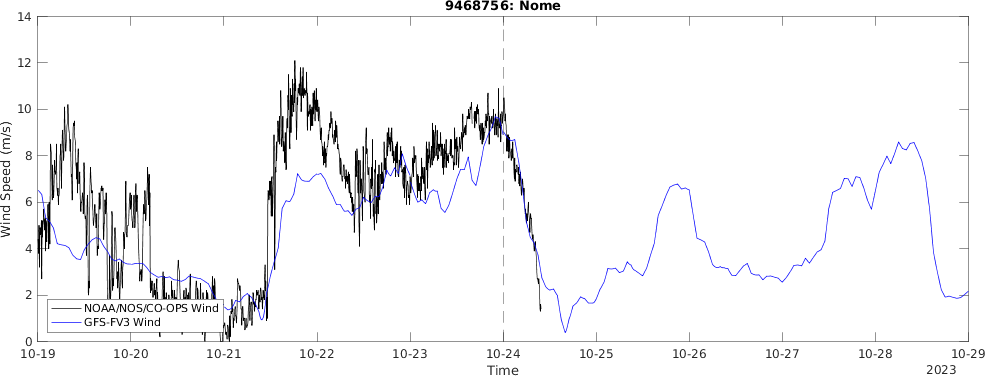 9468756: Nome
14
12
10
8
6
4
2
0
Wind Speed (m/s)
NOAA/NOS/CO-OPS Wind
GFS-FV3 Wind
10-19 10-20 10-21 10-22 10-23 10-24 10-25 10-26 10-27 10-28 10-29
Time
2023